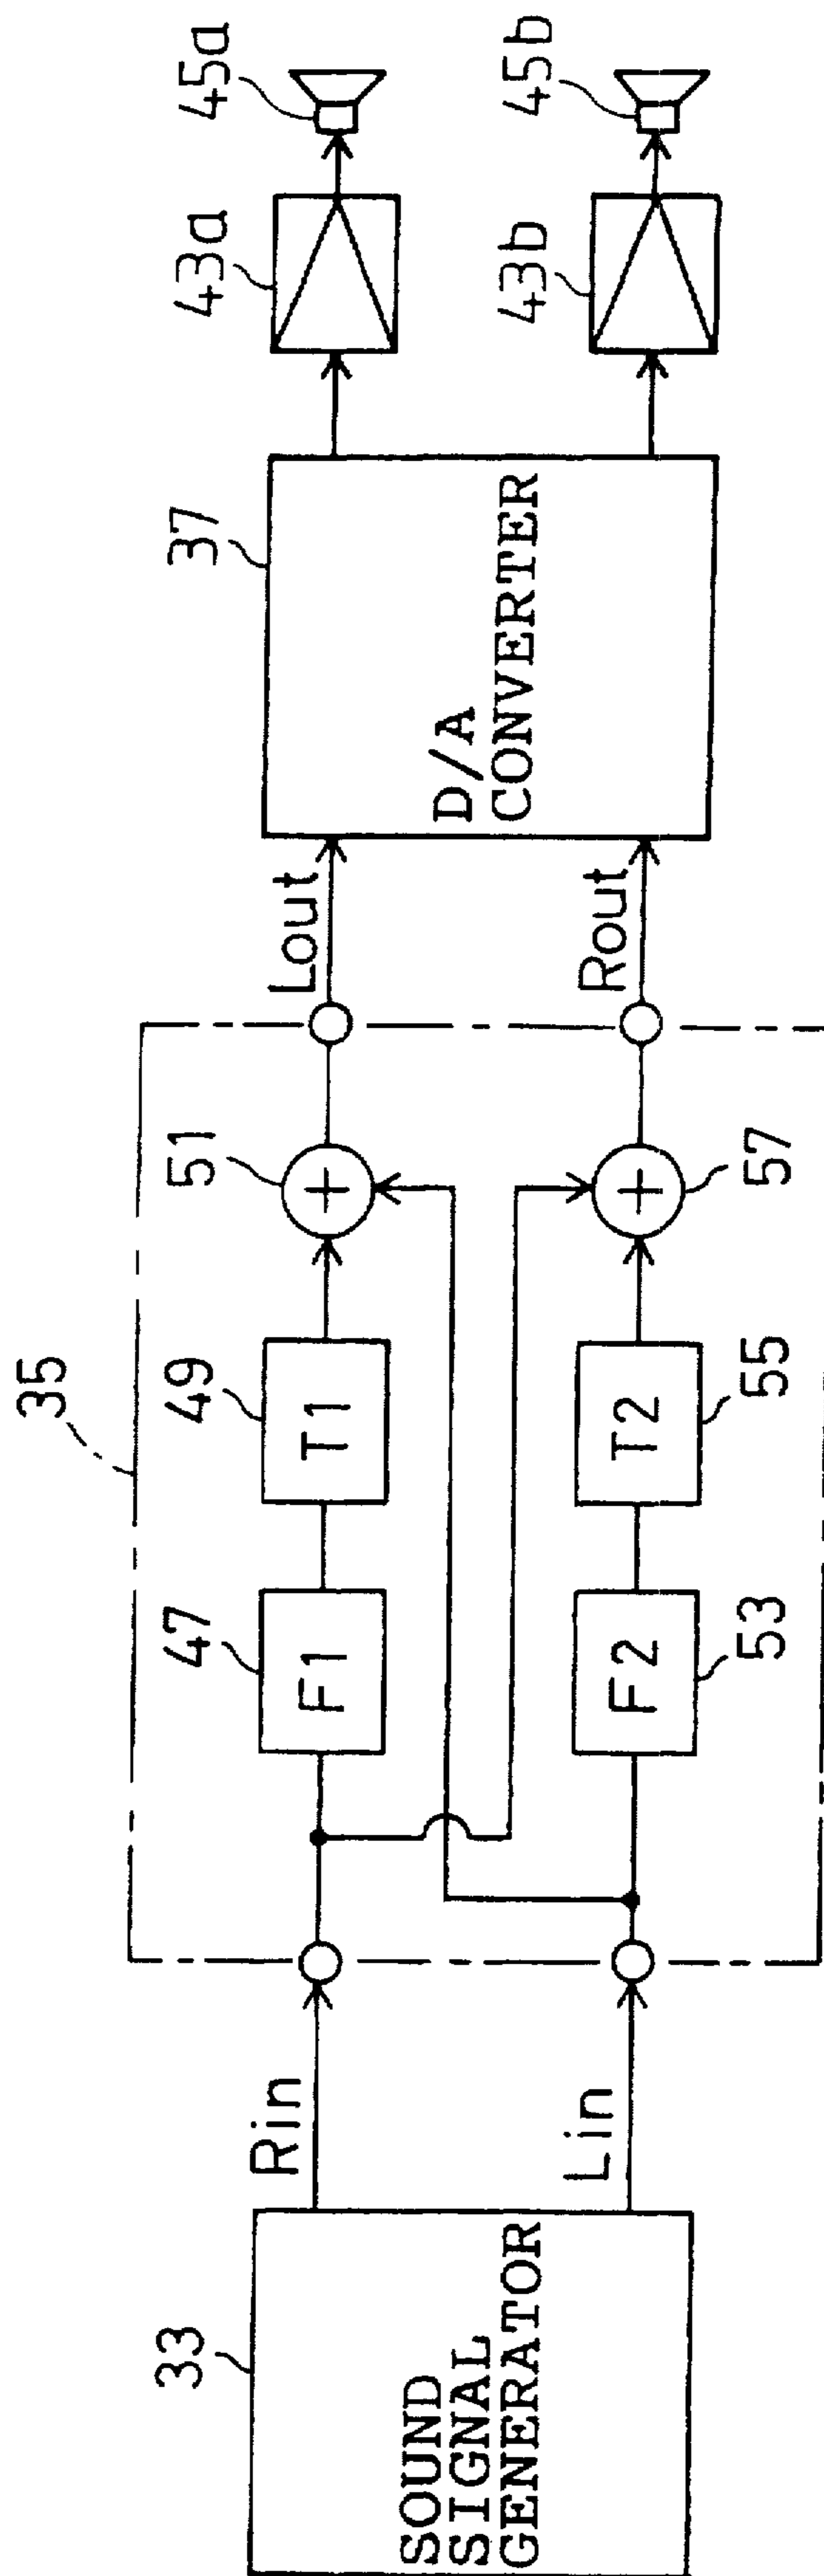 33
SOUND
SIGNAL
GENERATOR
Rin
Lin
35
47
F1
49
T1
51
+
53
F2
55
T2
57
+
Lout
Rout
37
D/A
CONVERTER
43a
45a
43b
45b